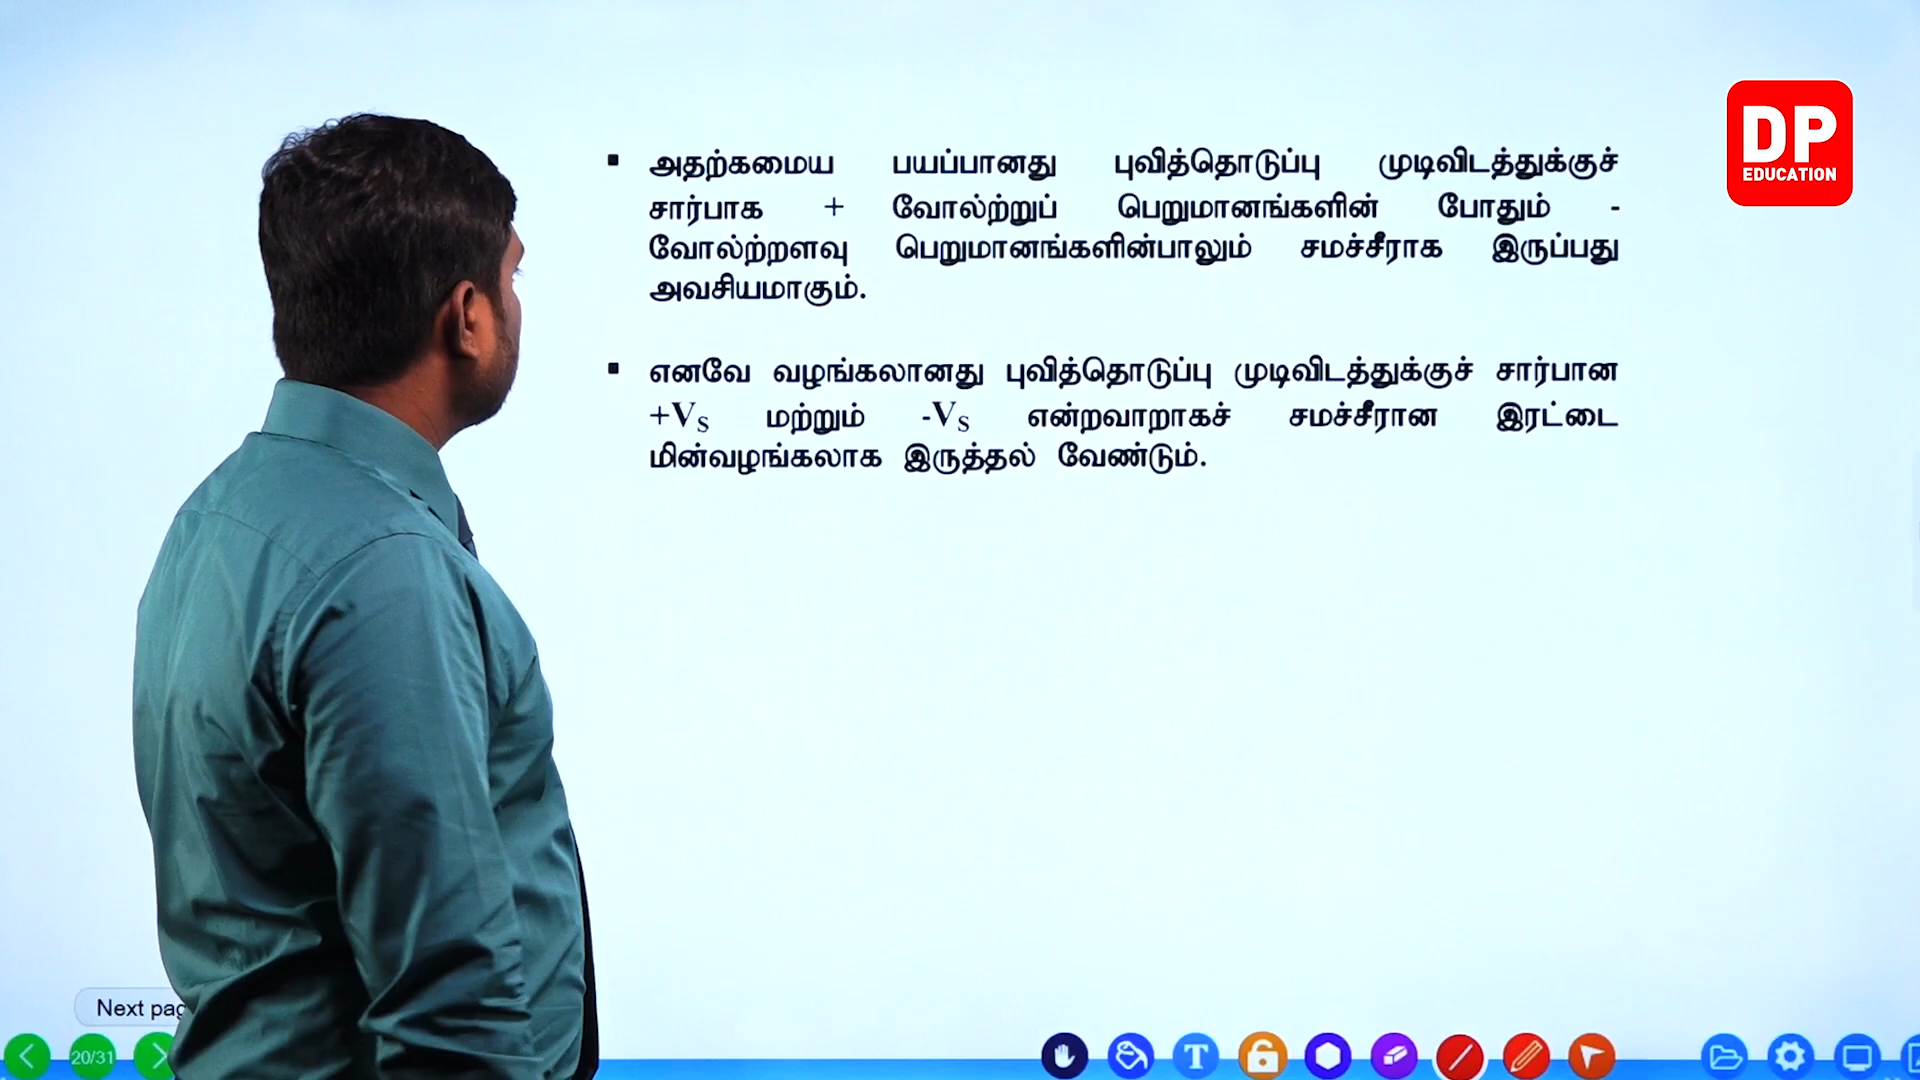 DP
EDUCATION
▪ அதற்கமைய பயப்பானது புவித்தொடுப்பு முடிவிடத்துக்குச்
சார்பாக + வோல்ற்றுப் பெறுமானங்களின் போதும் -
வோல்ற்றளவு பெறுமானங்களின்பாலும் சமச்சீராக இருப்பது
அவசியமாகும்.
▪ எனவே வழங்கலானது புவித்தொடுப்பு முடிவிடத்துக்குச் சார்பான
+VS மற்றும் -VS என்றவாறாகச் சமச்சீரான இரட்டை
மின்வழங்கலாக இருத்தல் வேண்டும்.
Next pag
20/31
T